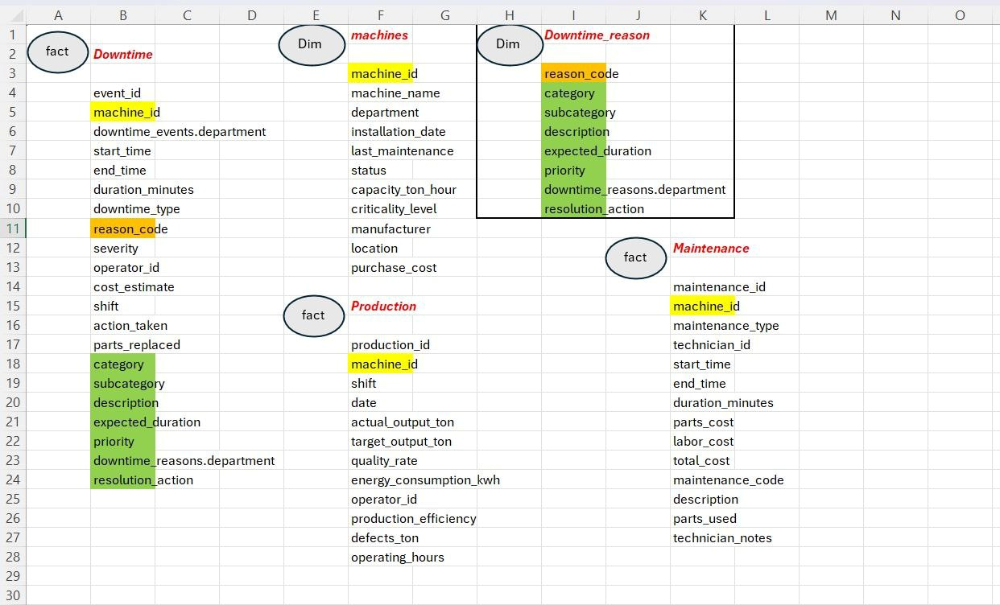 A B C D E F G H I J K L M N O
1 machines Downtime_reason
fact Dim Dim
2 Downtime
3 machine_id reason_code
4 event_id machine_name category
5 machine_id department subcategory
6 downtime_events.department installation_date description
7 start_time last_maintenance expected_duration
8 end_time status priority
9 duration_minutes capacity_ton_hour downtime_reasons.department
10 downtime_type criticality_level resolution_action
11 reason_code manufacturer
12 severity location fact Maintenance
13 operator_id purchase_cost
14 cost_estimate maintenance_id
15 shift fact Production machine_id
16 action_taken maintenance_type
17 parts_replaced production_id technician_id
18 category machine_id start_time
19 subcategory shift end_time
20 description date duration_minutes
21 expected_duration actual_output_ton parts_cost
22 priority target_output_ton labor_cost
23 downtime_reasons.department quality_rate total_cost
24 resolution_action energy_consumption_kwh maintenance_code
25 operator_id description
26 production_efficiency parts_used
27 defects_ton technician_notes
28 operating_hours
29
30